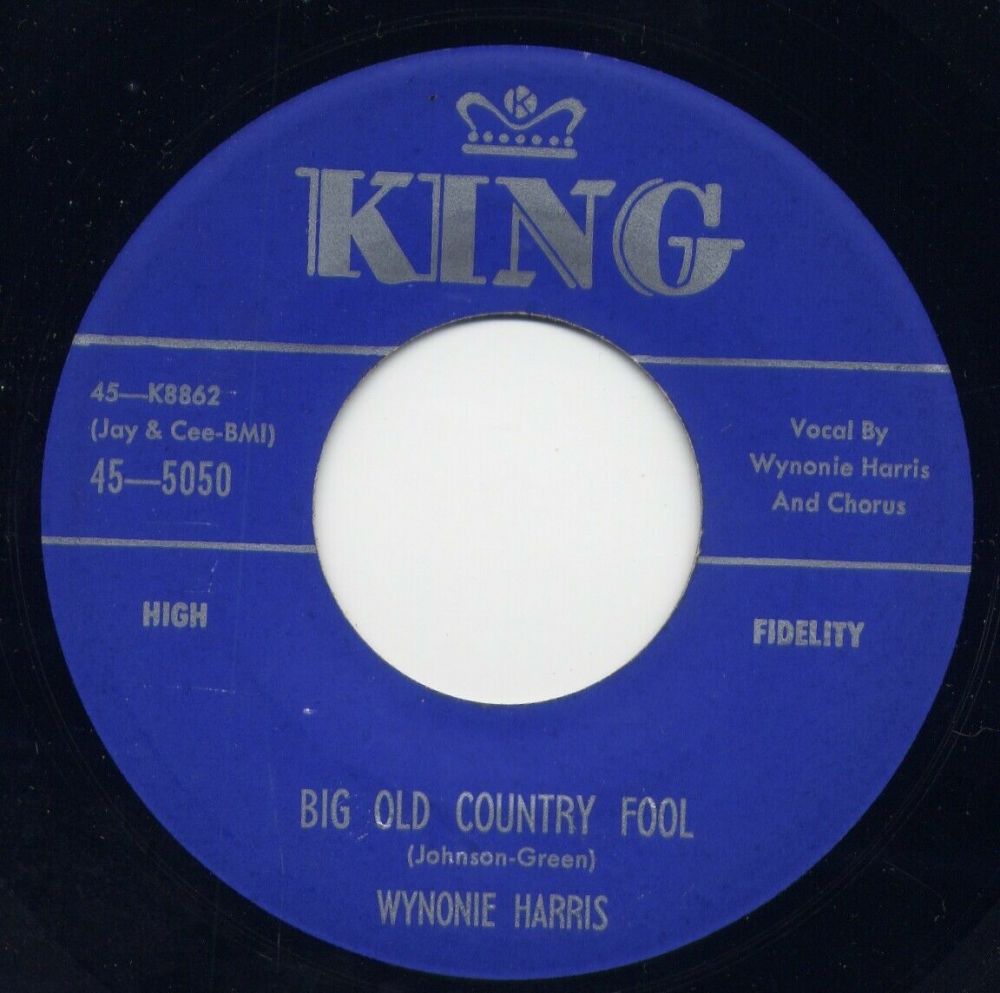 K
KING
45—K8862
(Jay & Cee-BMI)
45—5050
Vocal By
Wynonie Harris
And Chorus
HIGH
FIDELITY
BIG OLD COUNTRY FOOL
(Johnson-Green)
WYNONIE HARRIS